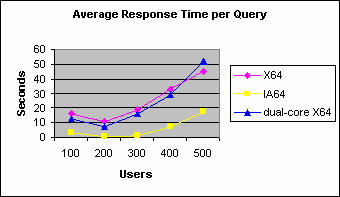 Average Response Time per Query
60
50
40
30
20
10
0
Seconds
100 200 300 400 500
Users
X64
IA64
dual-core X64